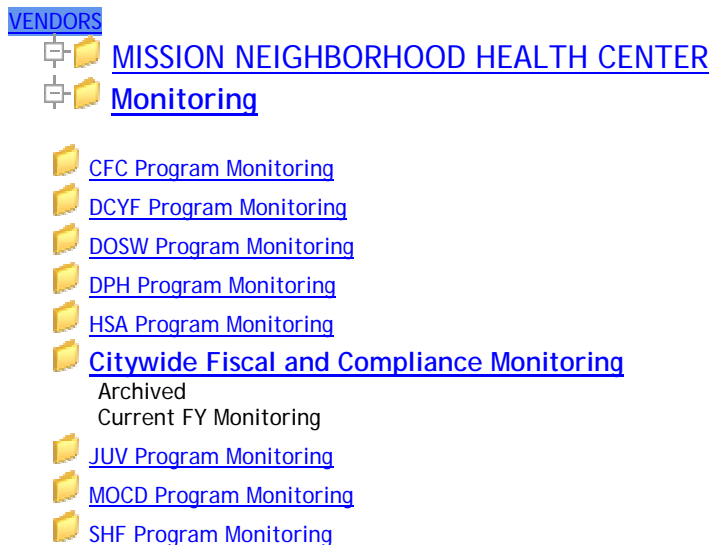 VENDORS
MISSION NEIGHBORHOOD HEALTH CENTER
Monitoring
CFC Program Monitoring
DCYF Program Monitoring
DOSW Program Monitoring
DPH Program Monitoring
HSA Program Monitoring
Citywide Fiscal and Compliance Monitoring
Archived
Current FY Monitoring
JUV Program Monitoring
MOCD Program Monitoring
SHF Program Monitoring